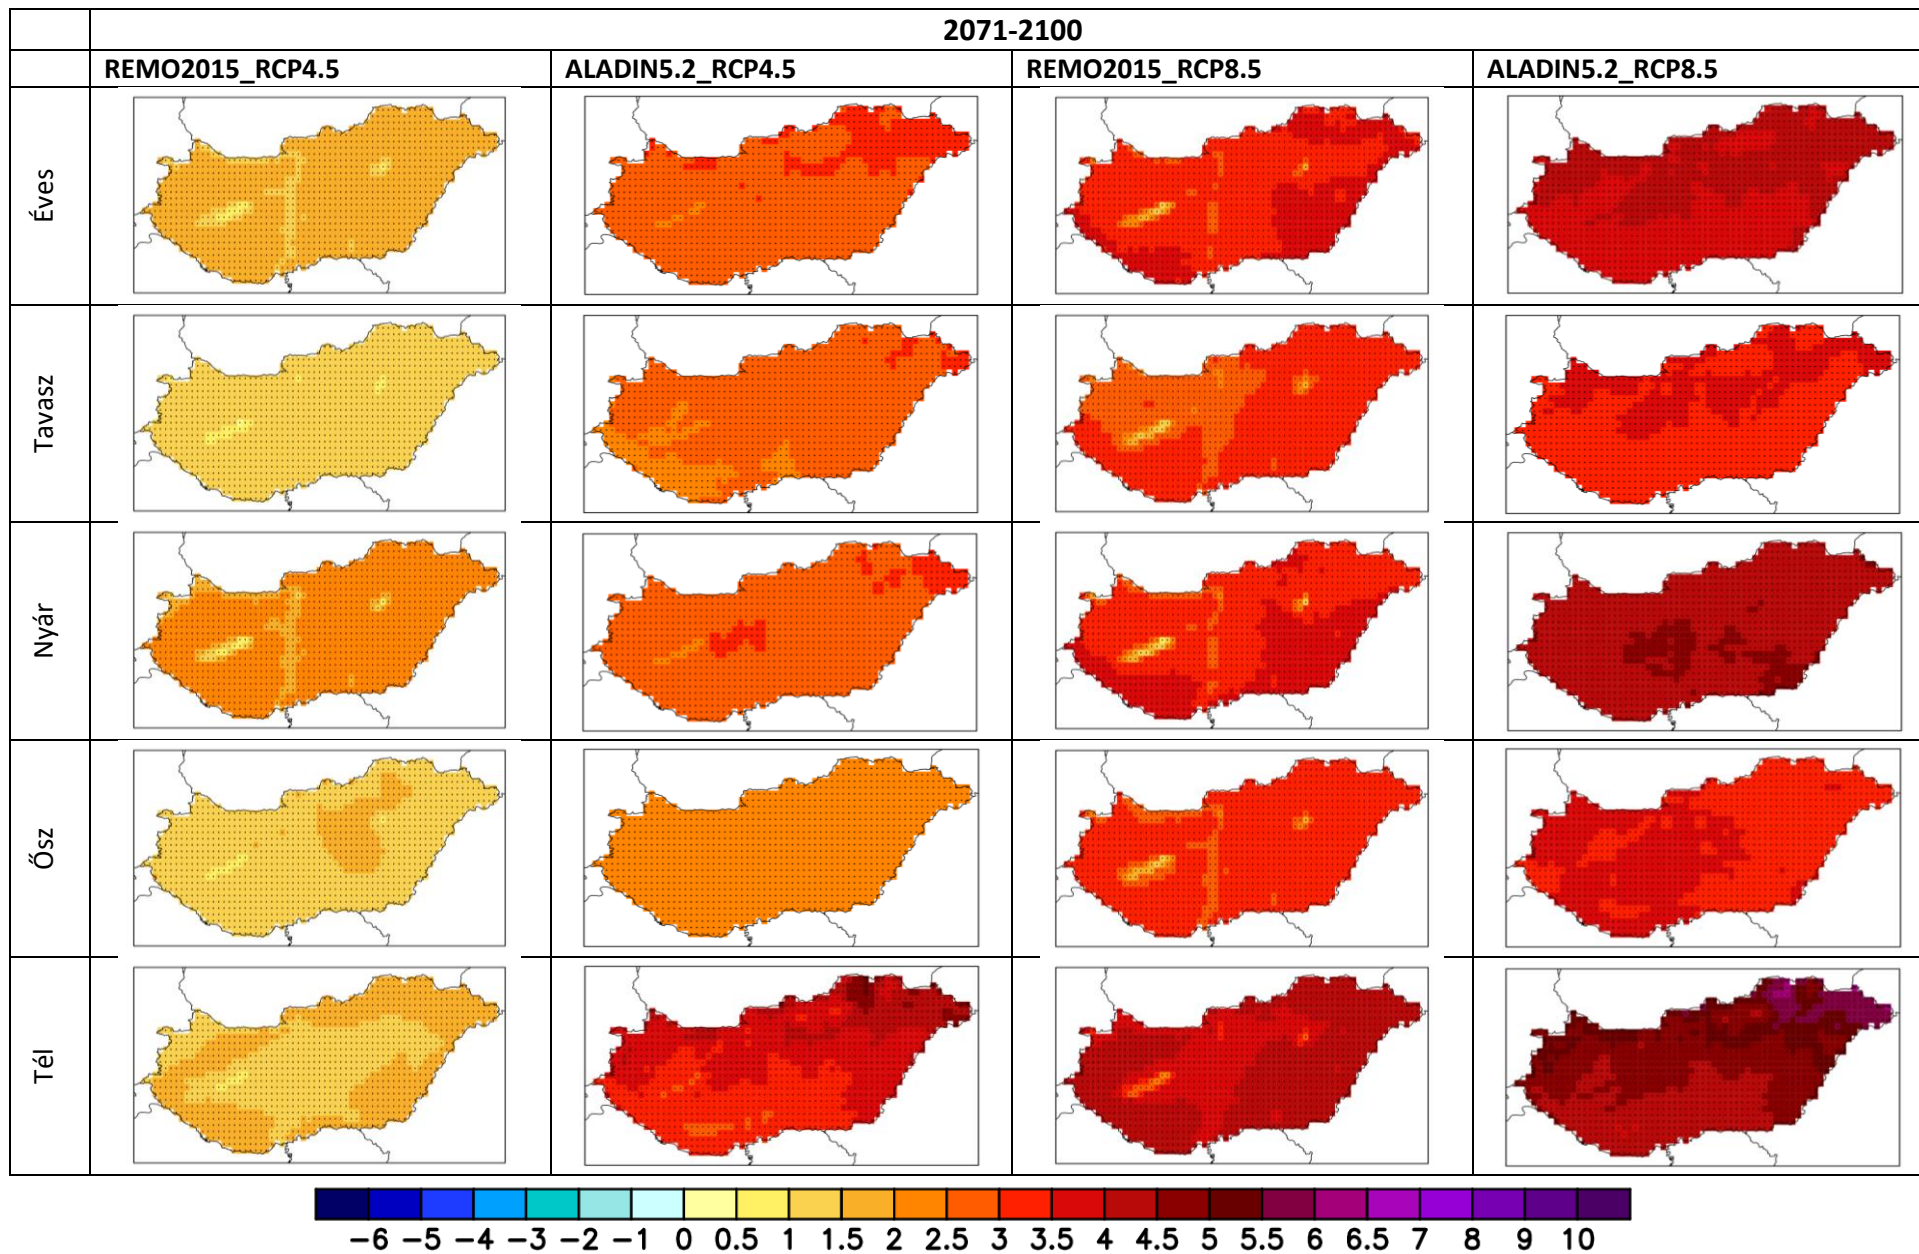 2071-2100
REMO2015_RCP4.5 ALADIN5.2_RCP4.5 REMO2015_RCP8.5 ALADIN5.2_RCP8.5
Éves
Tavasz
Nyár
Ősz
Tél
−6 −5 −4 −3 −2 −1 0 0.5 1 1.5 2 2.5 3 3.5 4 4.5 5 5.5 6 6.5 7 8 9 10